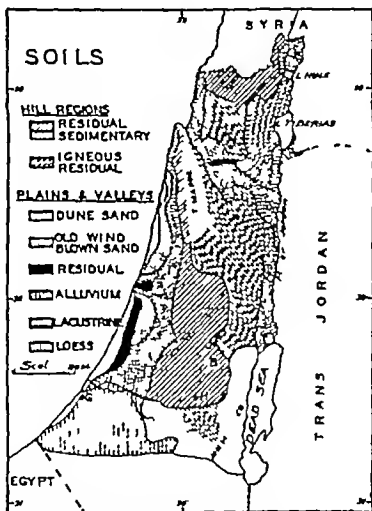 SYRIA
SOILS
L HULE
HILL REGIONS
RESIDUAL
SEDIMENTARY
IGNEOUS
RESIDUAL
PLAINS & VALLEYS
DUNE SAND
OLD WIND
BLOWN SAND
RESIDUAL
ALLUVIUM
LACUSTRINE
LOESS
TRANS JORDAN
DEAD SEA
EGYPT